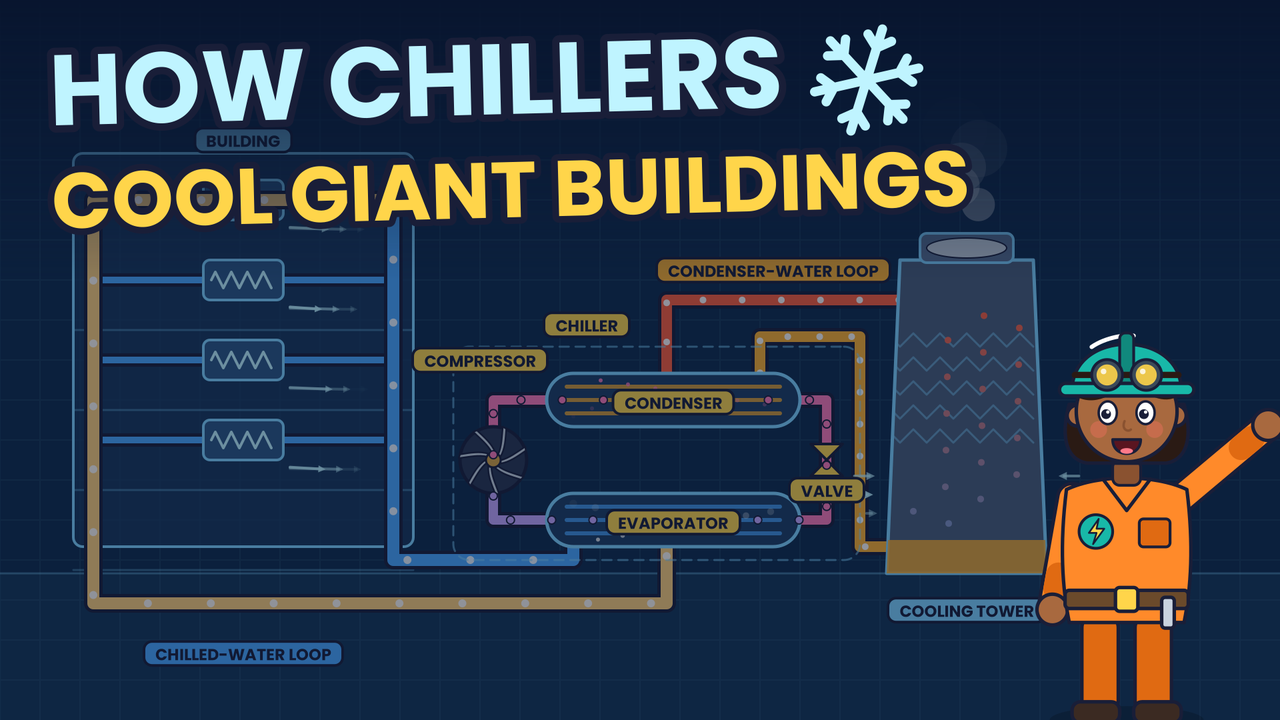 HOW CHILLERS
BUILDING
COOL GIANT BUILDINGS
CONDENSER-WATER LOOP
CHILLER
COMPRESSOR
CONDENSER
VALVE
EVAPORATOR
COOLING TOWER
CHILLED-WATER LOOP